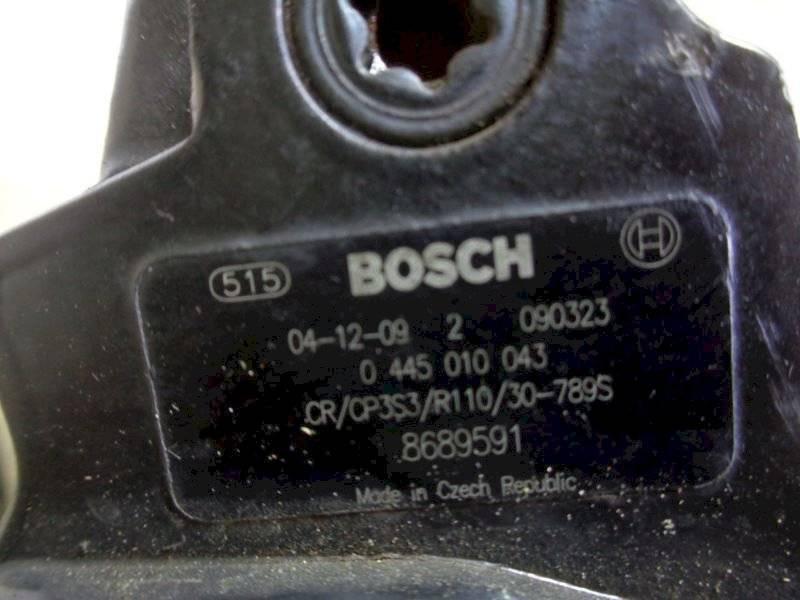 515 BOSCH
04-12-09 2 090323
0 445 010 043
CR/CP3S3/R110/30-789S
8689591
Made in Czech Republic